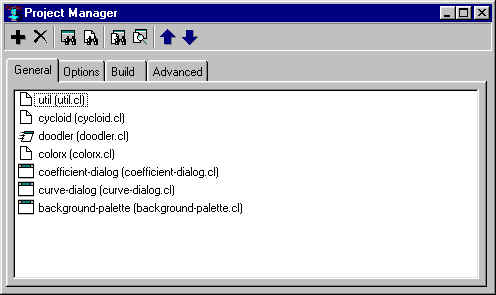 Project Manager
General Options Build Advanced
util (util.cl)
cycloid (cycloid.cl)
doodler (doodler.cl)
colorx (colorx.cl)
coefficient-dialog (coefficient-dialog.cl)
curve-dialog (curve-dialog.cl)
background-palette (background-palette.cl)